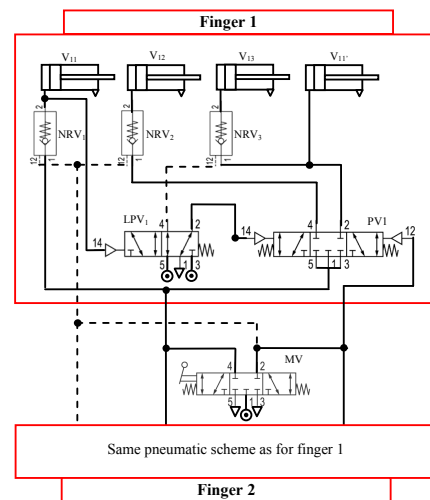 Finger 1
V11 V12 V13 V11'
2 2 2
NRV1 NRV2 NRV3
12 1 12 1 12 1
LPV1 4 2 PV1
14 14 4 2 12
5 1 3 5 1 3
MV
4 2
5 1 3
Same pneumatic scheme as for finger 1
Finger 2